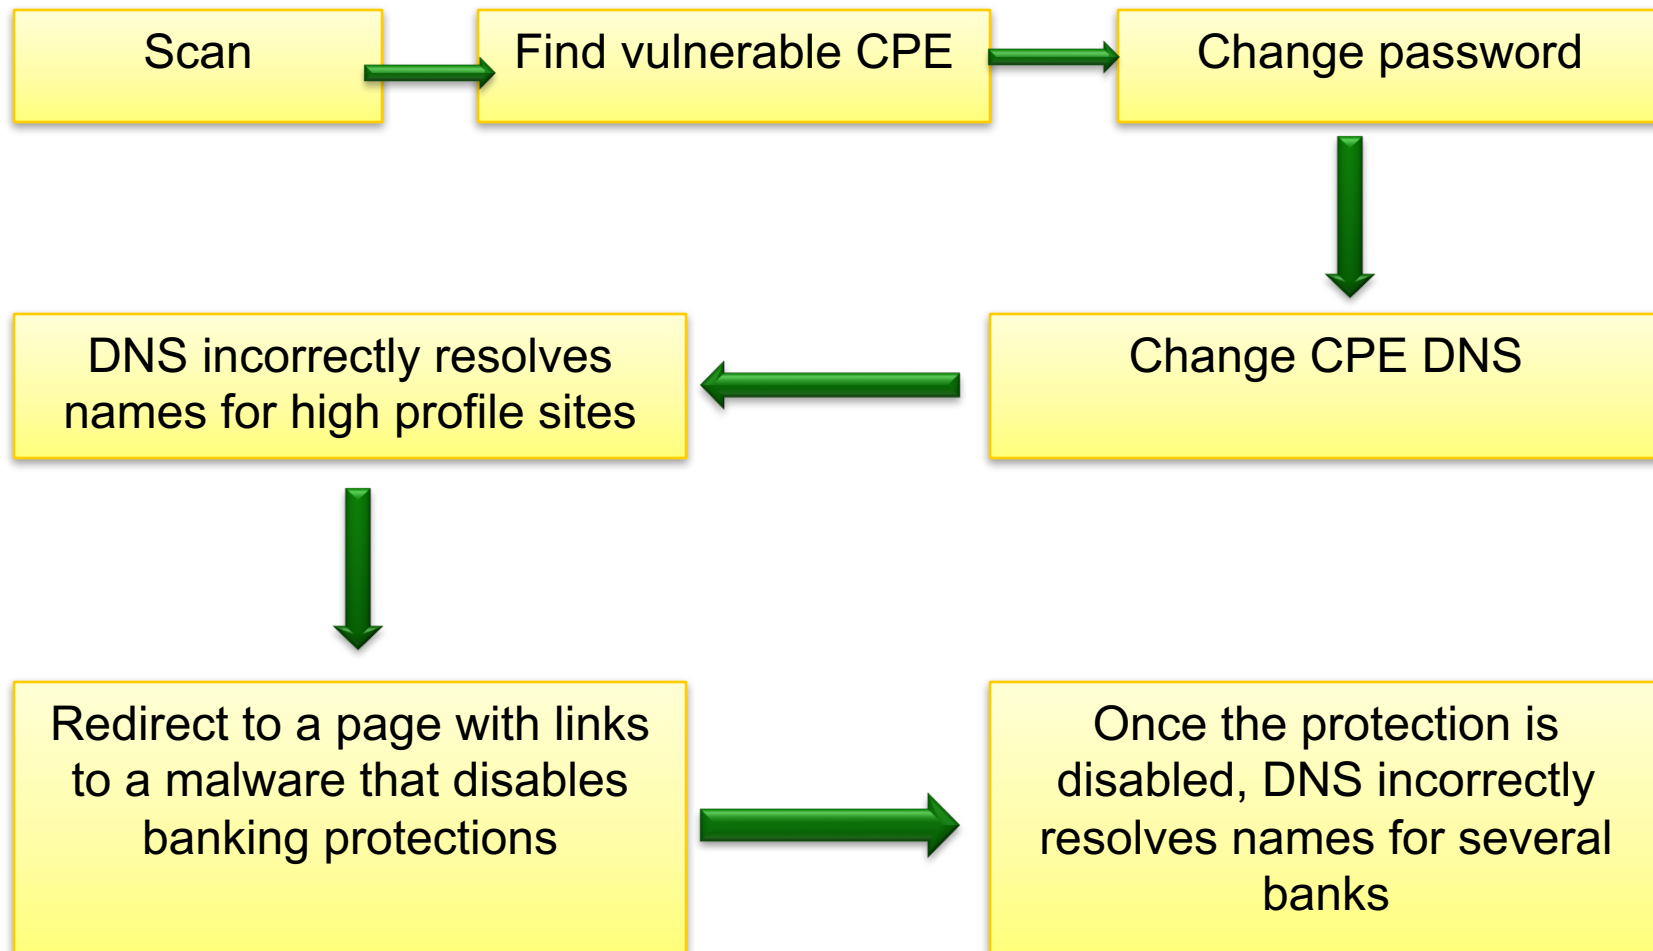 Scan
Find vulnerable CPE
Change password
Change CPE DNS
DNS incorrectly resolves
names for high profile sites
Redirect to a page with links
to a malware that disables
banking protections
Once the protection is
disabled, DNS incorrectly
resolves names for several
banks